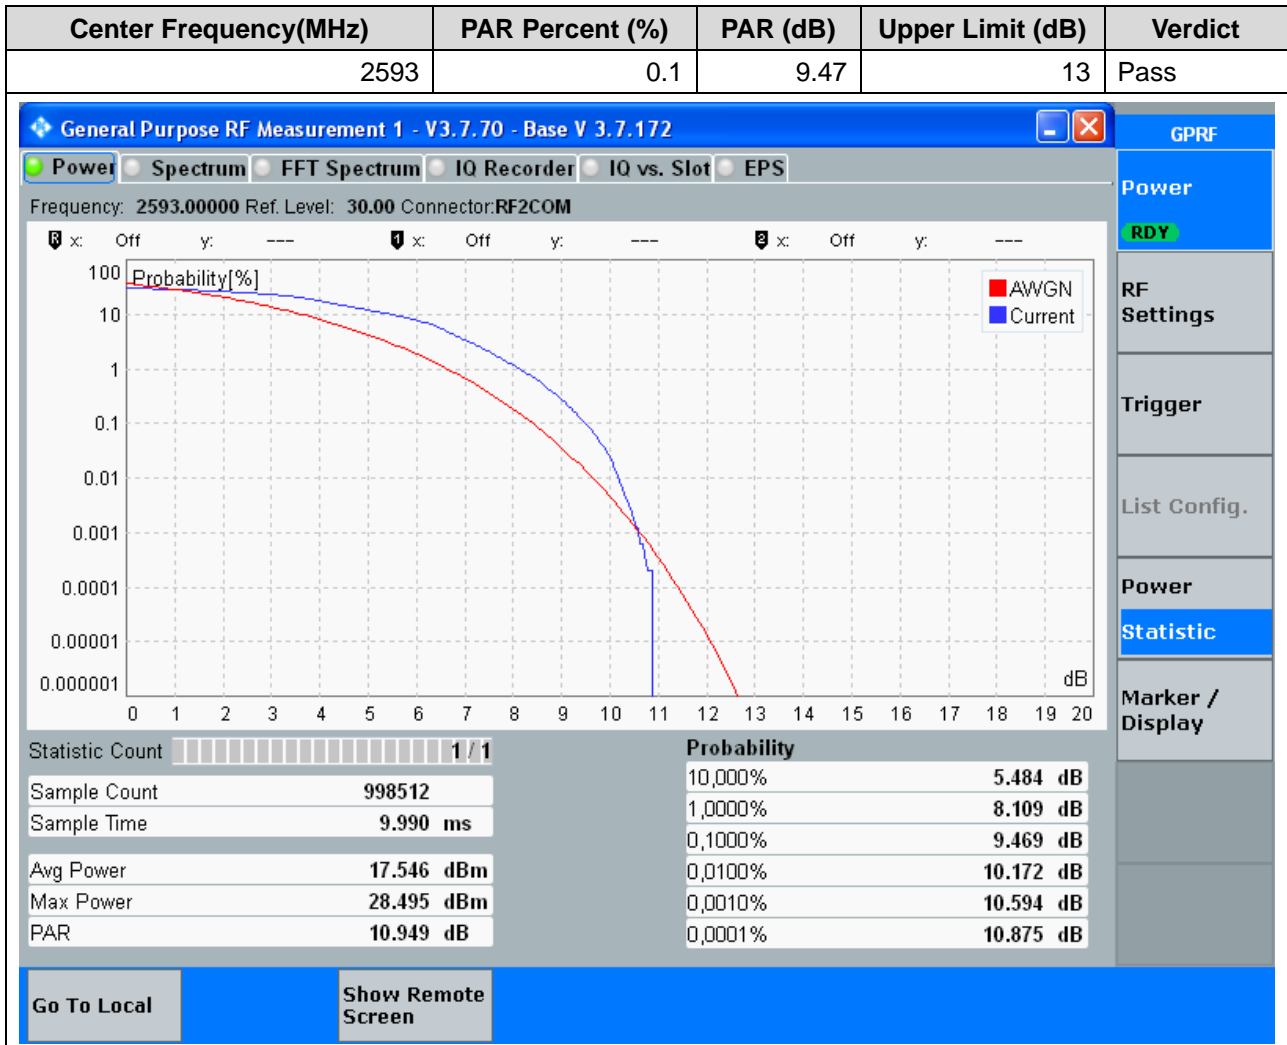 Center Frequency(MHz) PAR Percent (%) PAR (dB) Upper Limit (dB) Verdict
2593 0.1 9.47 13 Pass
General Purpose RF Measurement 1 - V3.7.70 - Base V 3.7.172
GPRF
Power Spectrum FFT Spectrum IQ Recorder IQ vs. Slot EPS
Power
RDY
Frequency: 2593.00000 Ref. Level: 30.00 Connector:RF2COM
R x: Off y: --- 1 x: Off y: --- 2 x: Off y: ---
Probability[%]
AWGN
Current
100
10
1
0.1
0.01
0.001
0.0001
0.00001
0.000001
dB
0 1 2 3 4 5 6 7 8 9 10 11 12 13 14 15 16 17 18 19 20
RF
Settings
Trigger
List Config.
Power
Statistic
Marker /
Display
Statistic Count 1 / 1
Sample Count 998512
Sample Time 9.990 ms
Avg Power 17.546 dBm
Max Power 28.495 dBm
PAR 10.949 dB
Probability
10,000% 5.484 dB
1,0000% 8.109 dB
0,1000% 9.469 dB
0,0100% 10.172 dB
0,0010% 10.594 dB
0,0001% 10.875 dB
Go To Local
Show Remote
Screen